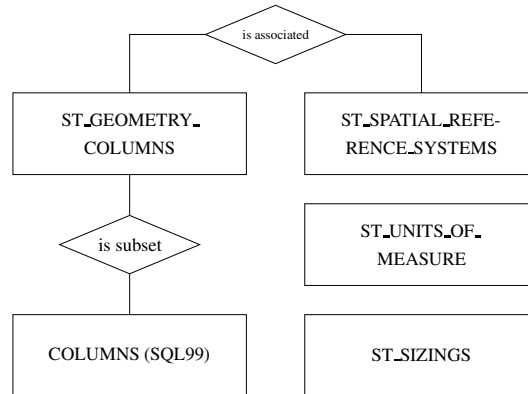 is associated
ST_GEOMETRY_
COLUMNS
ST_SPATIAL_REFE-
RENCE_SYSTEMS
is subset
ST_UNITS_OF_
MEASURE
COLUMNS (SQL99)
ST_SIZINGS